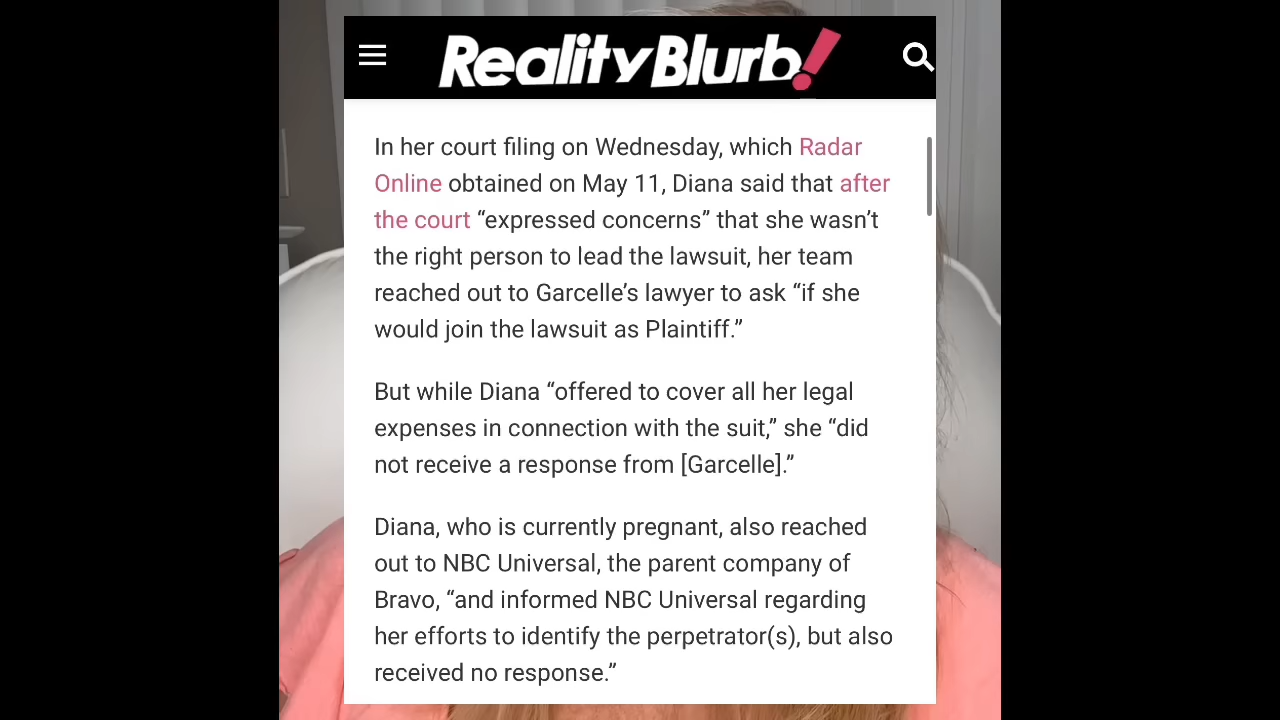 RealityBlurb!
In her court filing on Wednesday, which Radar
Online obtained on May 11, Diana said that after
the court “expressed concerns” that she wasn’t
the right person to lead the lawsuit, her team
reached out to Garcelle’s lawyer to ask “if she
would join the lawsuit as Plaintiff.”
But while Diana “offered to cover all her legal
expenses in connection with the suit,” she “did
not receive a response from [Garcelle].”
Diana, who is currently pregnant, also reached
out to NBC Universal, the parent company of
Bravo, “and informed NBC Universal regarding
her efforts to identify the perpetrator(s), but also
received no response.”